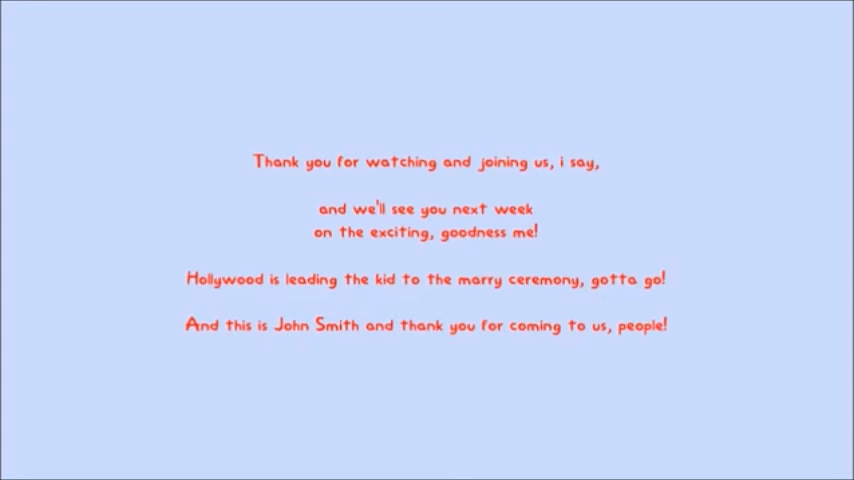 Thank you for watching and joining us, i say,
and we'll see you next week
on the exciting, goodness me!
Hollywood is leading the kid to the marry ceremony, gotta go!
And this is John Smith and thank you for coming to us, people!